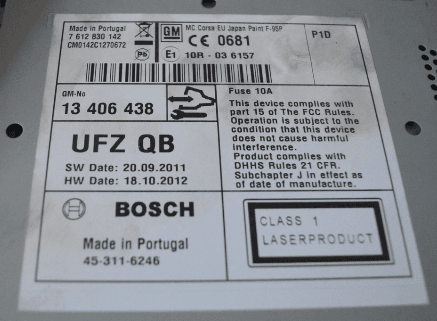 Made in Portugal
7 612 830 142
CM0142C1270672
Pb
GM
MC Corsa EU Japan Paint F-9SP
CE 0681
E1 10R - 03 6157
P1D
GM-No
13 406 438
UFZ QB
SW Date: 20.09.2011
HW Date: 18.10.2012
Fuse 10A
This device complies with
part 15 of The FCC Rules.
Operation is subject to the
condition that this device
does not cause harmful
interference.
Product complies with
DHHS Rules 21 CFR.
Subchapter J in effect as
of date of manufacture.
BOSCH
Made in Portugal
45-311-6246
CLASS 1
LASERPRODUCT